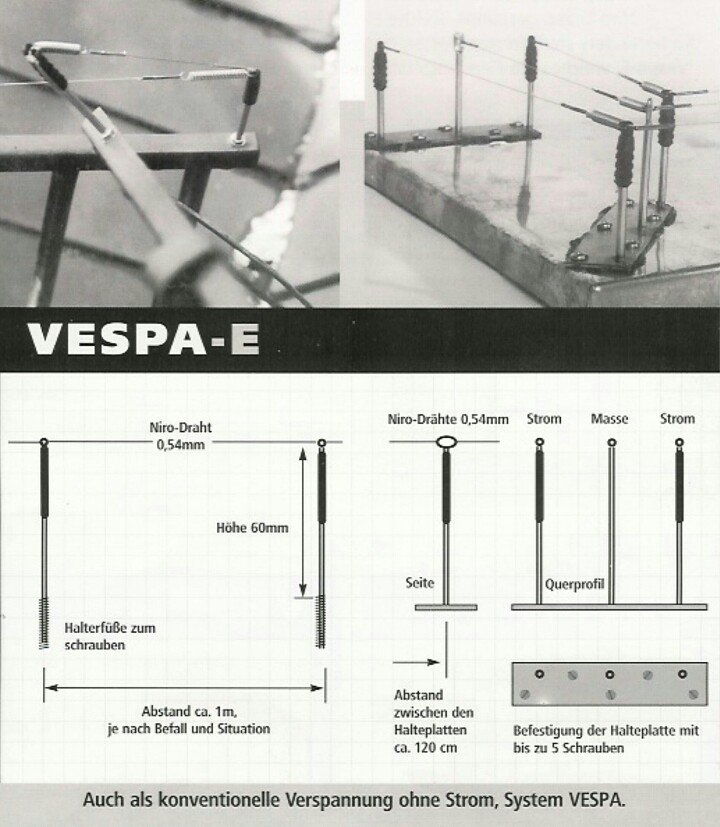 VESPA-E
Niro-Draht
0,54mm
Höhe 60mm
Halterfüße zum
schrauben
Abstand ca. 1m,
je nach Befall und Situation
Niro-Drähte 0,54mm
Strom
Masse
Strom
Seite
Querprofil
Abstand
zwischen den
Halteplatten
ca. 120 cm
Befestigung der Halteplatte mit
bis zu 5 Schrauben
Auch als konventionelle Verspannung ohne Strom, System VESPA.